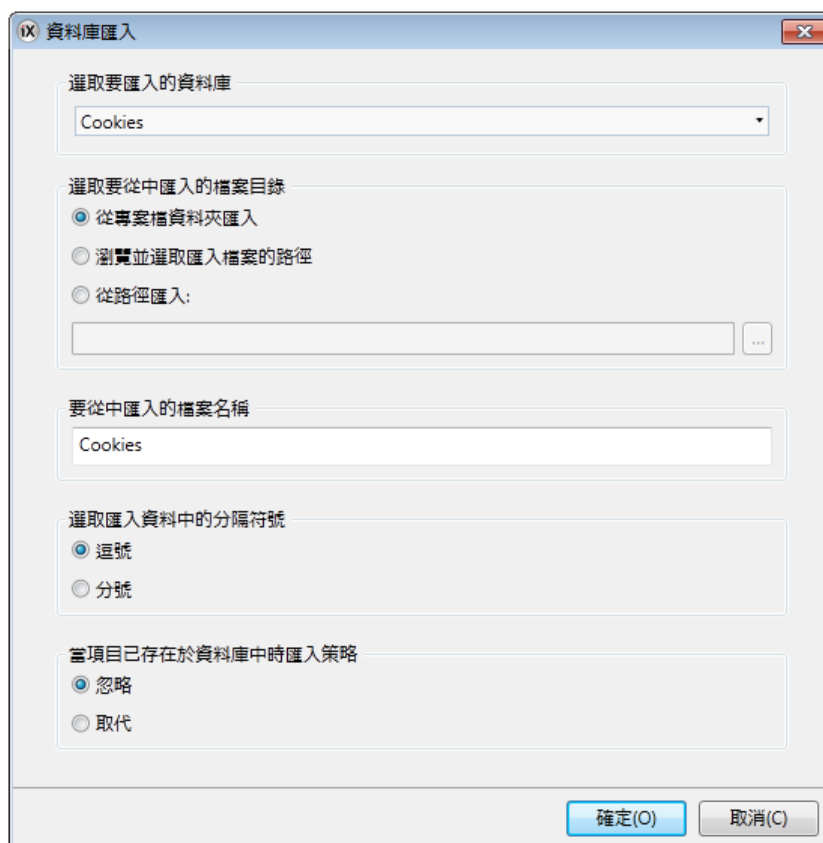 iX 資料庫匯入
選取要匯入的資料庫
Cookies
選取要從中匯入的檔案目錄
從專案檔資料夾匯入
瀏覽並選取匯入檔案的路徑
從路徑匯入:
...
要從中匯入的檔案名稱
Cookies
選取匯入資料中的分隔符號
逗號
分號
當項目已存在於資料庫中時匯入策略
忽略
取代
確定(O) 取消(C)